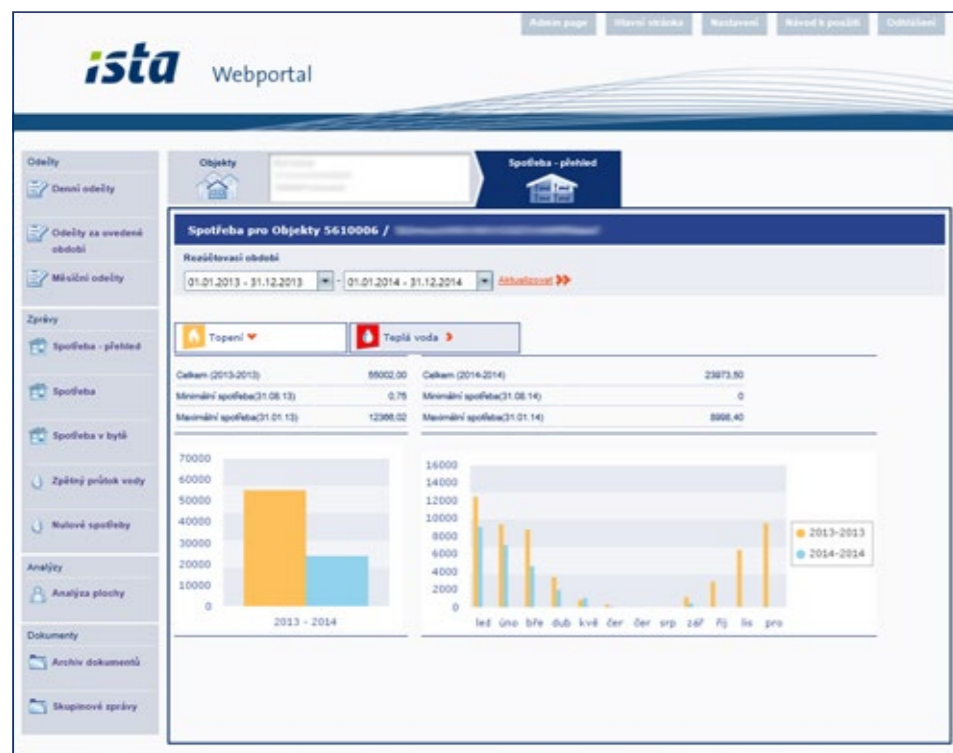 Admin page Hlavní stránka Nastavení Návod k použití Odhlášení
ista Webportal
Odečty
Denní odečty
Odečty za uvedené
období
Měsíční odečty
Zprávy
Spotřeba - přehled
Spotřeba
Spotřeba v bytě
Zpětný průtok vody
Nulové spotřeby
Analýzy
Analýza plochy
Dokumenty
Archiv dokumentů
Skupinové zprávy
Objekty
Spotřeba - přehled
Spotřeba pro Objekty 5610006 /
Rozúčtovací období
01.01.2013 - 31.12.2013 - 01.01.2014 - 31.12.2014 Aktualizovat
Topení Teplá voda
Celkem (2013-2013) 55002,00 Celkem (2014-2014) 23973,50
Minimální spotřeba(31.08.13) 0,75 Minimální spotřeba(31.08.14) 0
Maximální spotřeba(31.01.13) 12366,02 Maximální spotřeba(31.01.14) 8998,40
70000
60000
50000
40000
30000
20000
10000
0
2013 - 2014
16000
14000
12000
10000
8000
6000
4000
2000
0
led úno bře dub kvě čer čer srp zář říj lis pro
2013-2013
2014-2014